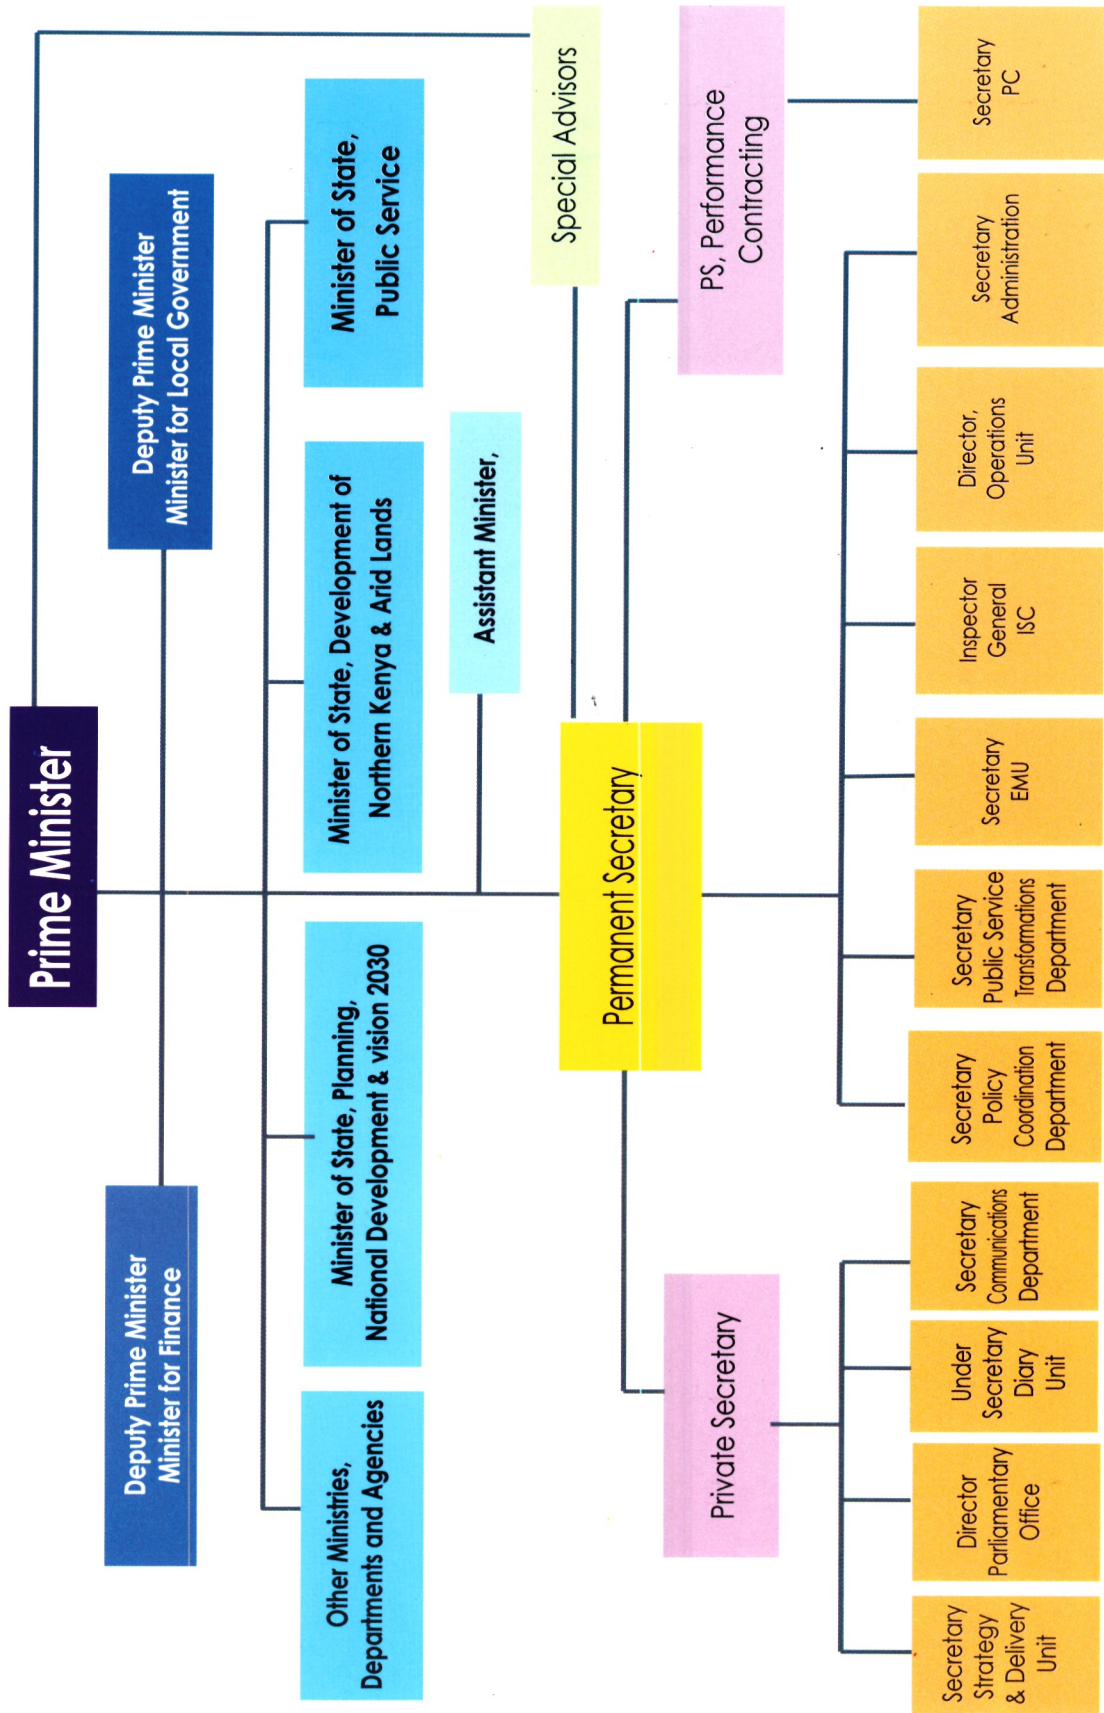 Prime Minister
Deputy Prime Minister
Minister for Finance
Deputy Prime Minister
Minister for Local Government
Other Ministries,
Departments and Agencies
Minister of State, Planning,
National Development & vision 2030
Minister of State, Development of
Northern Kenya & Arid Lands
Minister of State,
Public Service
Assistant Minister,
Special Advisors
Permanent Secretary
Private Secretary
PS, Performance
Contracting
Secretary
Strategy
& Delivery
Unit
Director
Parliamentary
Office
Under
Secretary
Diary
Unit
Secretary
Communications
Department
Secretary
Policy
Coordination
Department
Secretary
Public Service
Transformations
Department
Secretary
EMU
Inspector
General
ISC
Director,
Operations
Unit
Secretary
Administration
Secretary
PC